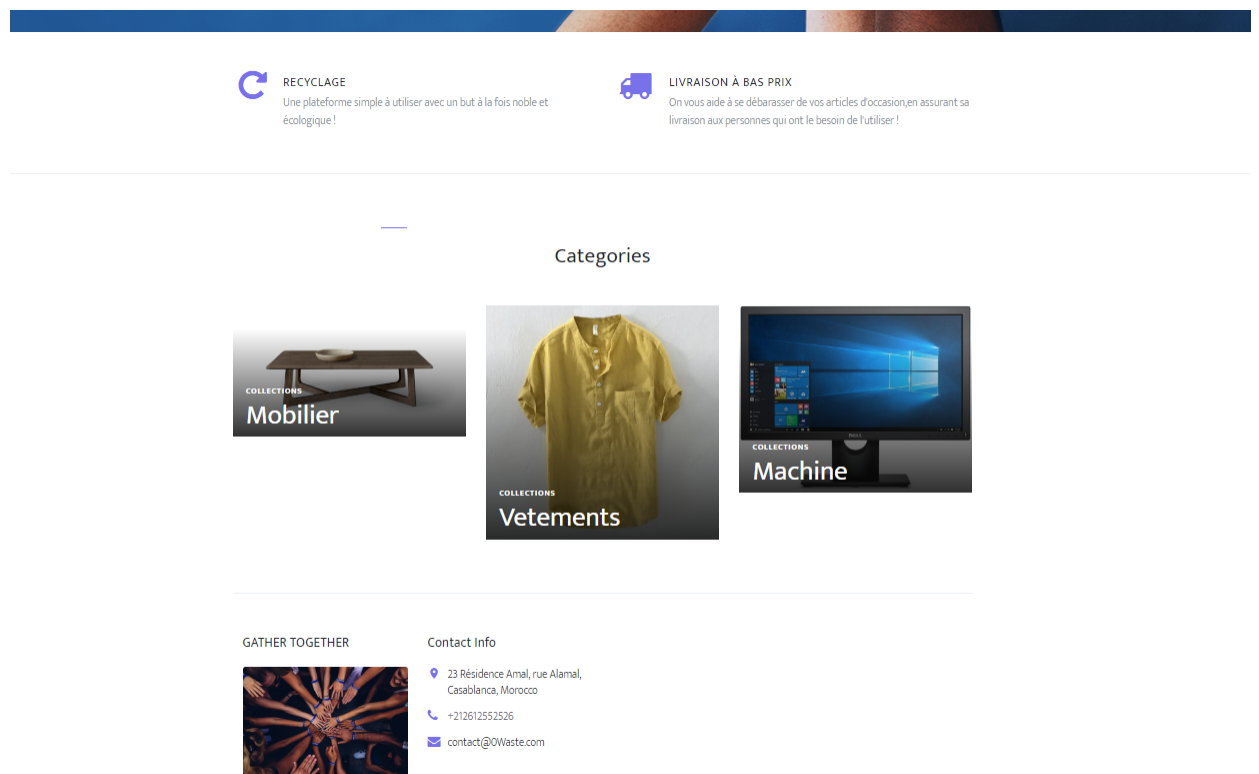 RECYCLAGE
Une plateforme simple à utiliser avec un but à la fois noble et
écologique !
LIVRAISON À BAS PRIX
On vous aide à se débarasser de vos articles d'occasion,en assurant sa
livraison aux personnes qui ont le besoin de l'utiliser !
Categories
COLLECTIONS
Mobilier
COLLECTIONS
Vetements
COLLECTIONS
Machine
GATHER TOGETHER
Contact Info
23 Résidence Amal, rue Alamal,
Casablanca, Morocco
+212612552526
contact@0Waste.com